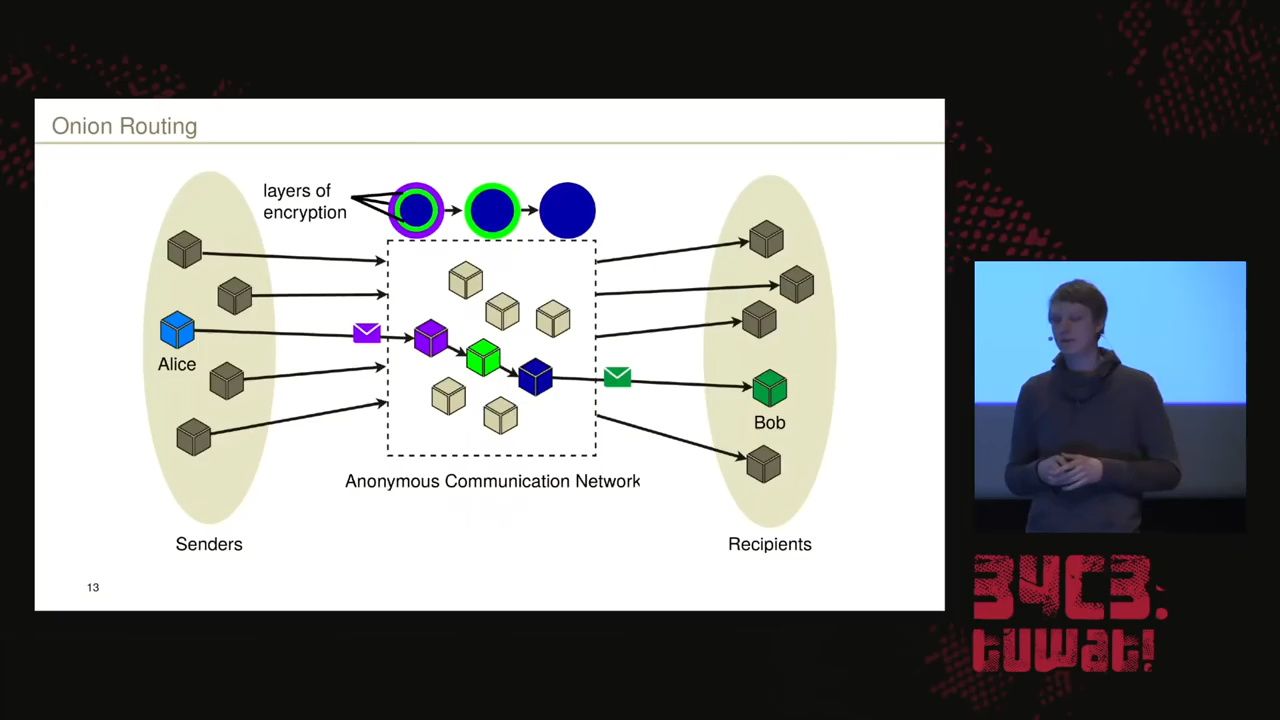 Onion Routing
layers of
encryption
Alice
Bob
Anonymous Communication Network
Senders
Recipients
13
34C3.
tuwat!